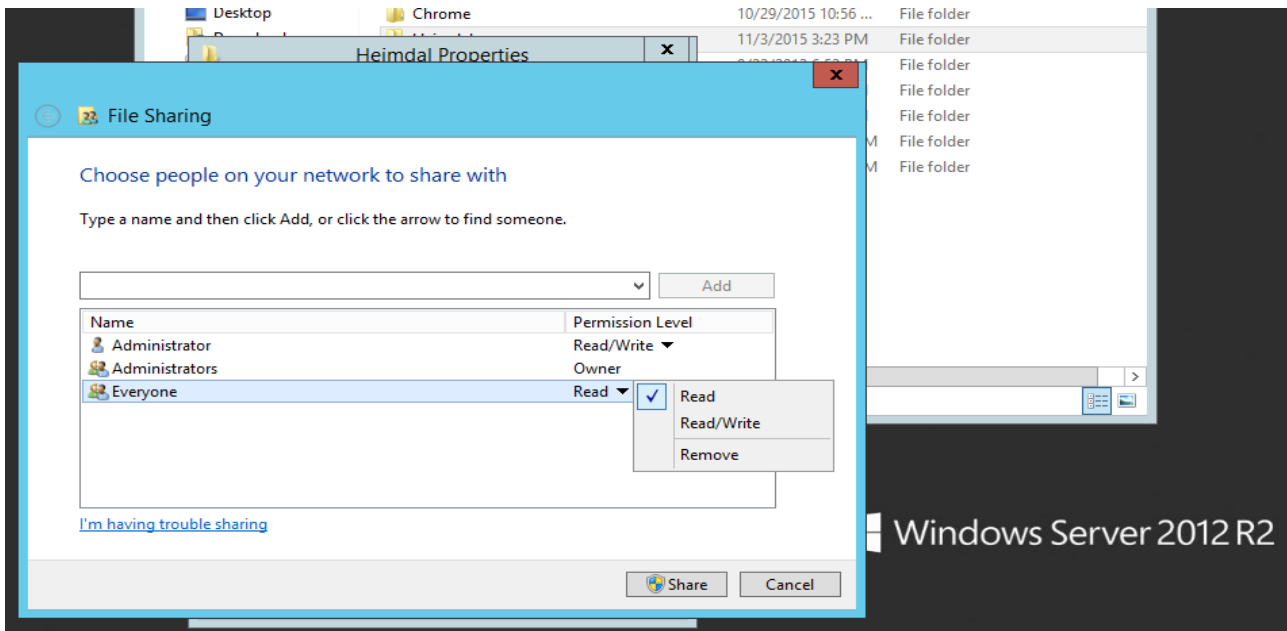 Desktop Chrome 10/29/2015 10:56 ... File folder
11/3/2015 3:23 PM File folder
Heimdal Properties
File folder
File folder
File Sharing File folder
M File folder
M File folder
Choose people on your network to share with
Type a name and then click Add, or click the arrow to find someone.
Add
Name Permission Level
Administrator Read/Write
Administrators Owner
Everyone Read
Read
Read/Write
Remove
I'm having trouble sharing
Windows Server 2012 R2
Share Cancel